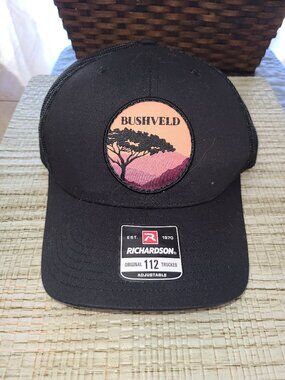 BUSHVELD
EST. R 1970
RICHARDSON®
ORIGINAL 112 TRUCKER
ADJUSTABLE